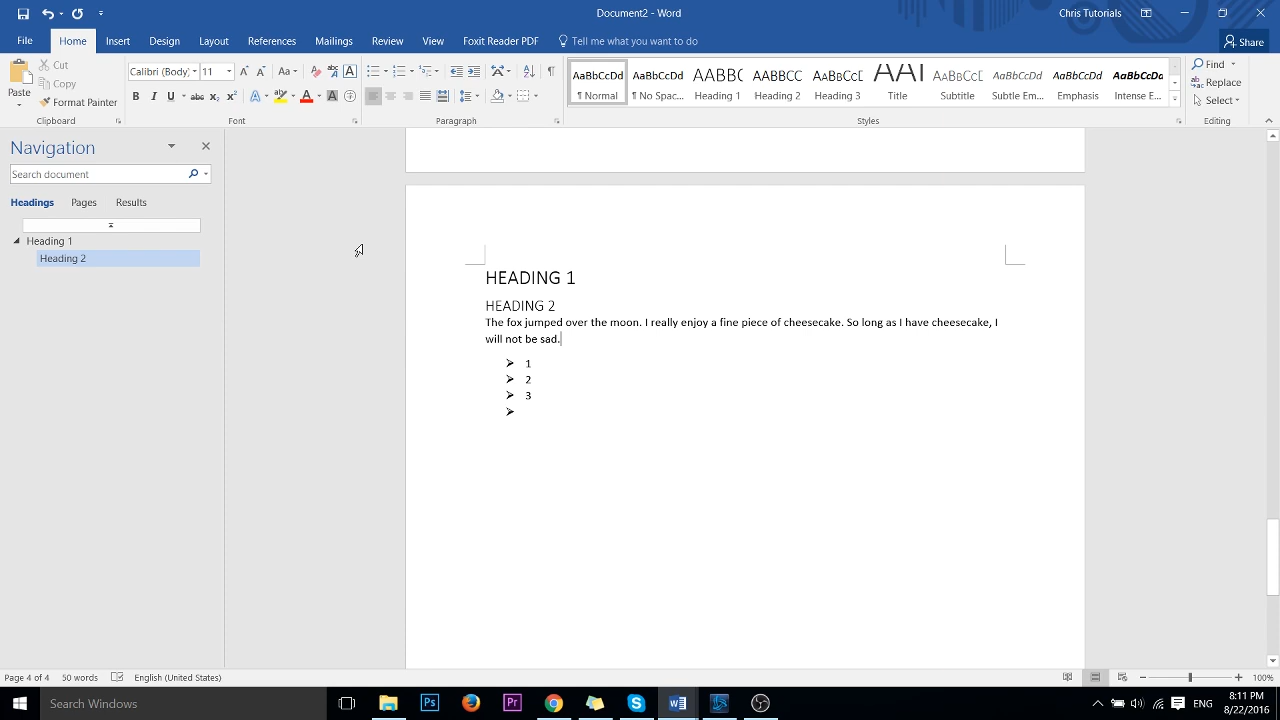 Document2 - Word
Chris Tutorials
File
Home
Insert
Design
Layout
References
Mailings
Review
View
Foxit Reader PDF
Tell me what you want to do
Share
Paste
Cut
Copy
Format Painter
Clipboard
Calibri (Body)
11
Font
Paragraph
AaBbCcDd
¶ Normal
AaBbCcDd
¶ No Spac...
AABBC
Heading 1
AABBCC
Heading 2
AABBCCD
Heading 3
Title
AABBCCD
Subtitle
AaBbCcDd
Subtle Em...
AaBbCcDd
Emphasis
AaBbCcDd
Intense E...
Styles
Find
Replace
Select
Editing
Navigation
Search document
Headings
Pages
Results
Heading 1
Heading 2
HEADING 1
HEADING 2
The fox jumped over the moon. I really enjoy a fine piece of cheesecake. So long as I have cheesecake, I
will not be sad.
➢ 1
➢ 2
➢ 3
➢
Page 4 of 4
50 words
English (United States)
100%
Search Windows
ENG
8:11 PM
8/22/2016